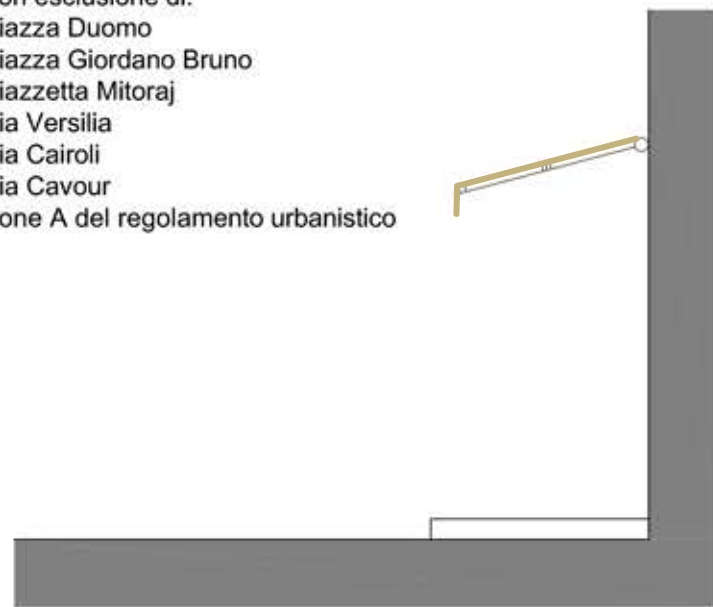 on esclusione di:
iazza Duomo
iazza Giordano Bruno
iazzetta Mitoraj
ia Versilia
ia Cairoli
ia Cavour
one A del regolamento urbanistico